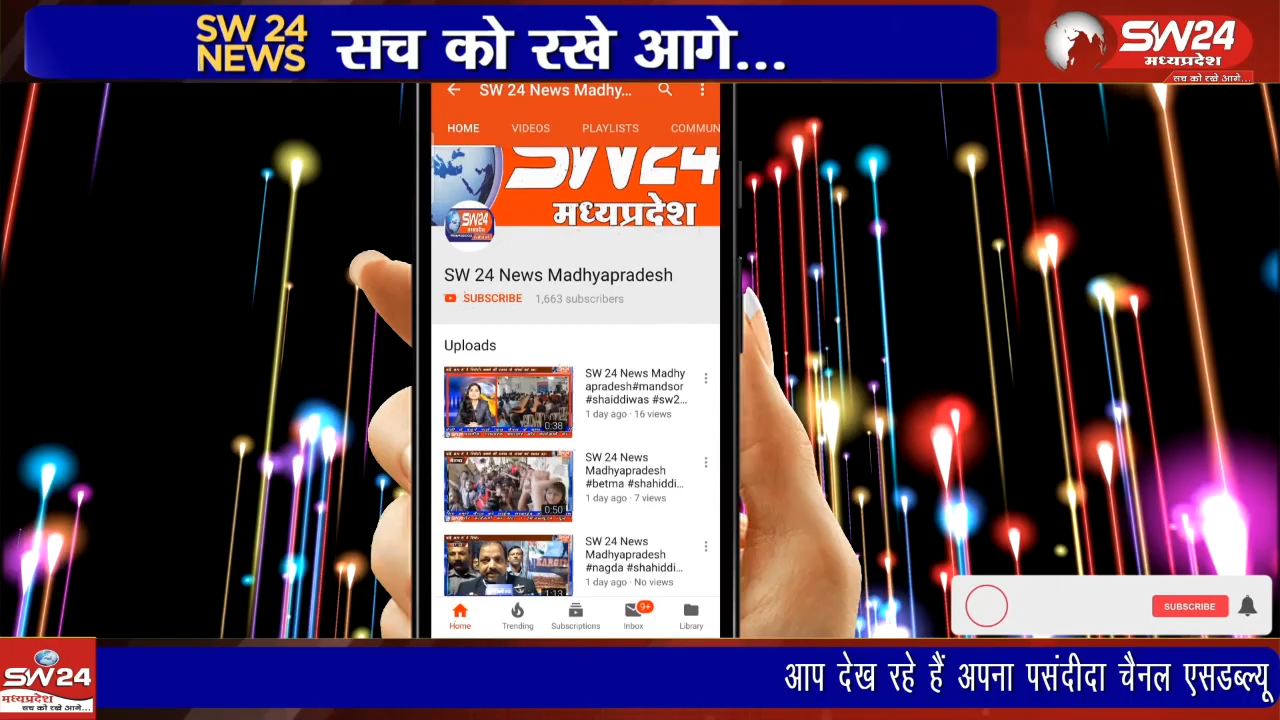 SW 24
NEWS
सच को रखे आगे...
SW24
मध्यप्रदेश
सच को रखे आगे...
SW 24 News Madhy...
HOME VIDEOS PLAYLISTS COMMUN
SW24
मध्यप्रदेश
SW24
SW 24 News Madhyapradesh
SUBSCRIBE 1,663 subscribers
Uploads
SW 24 News Madhy
apradesh#mandsor
#shaiddiwas #sw2...
1 day ago · 16 views
0:38
SW 24 News
Madhyapradesh
#betma #shahiddi...
1 day ago · 7 views
0:50
SW 24 News
Madhyapradesh
#nagda #shahiddi...
1 day ago · No views
1:13
Home Trending Subscriptions Inbox Library
9+
SUBSCRIBE
SW24
मध्यप्रदेश
सच को रखे आगे...
आप देख रहे हैं अपना पसंदीदा चैनल एसडब्ल्यू